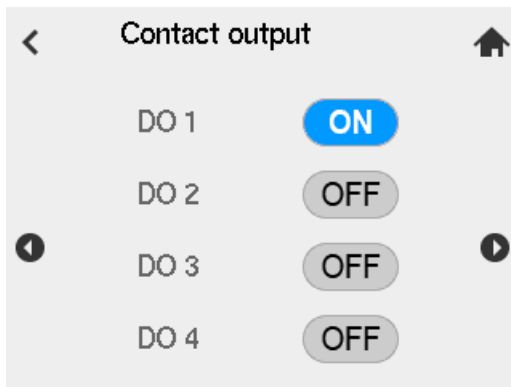 Contact output
DO 1 ON
DO 2 OFF
DO 3 OFF
DO 4 OFF